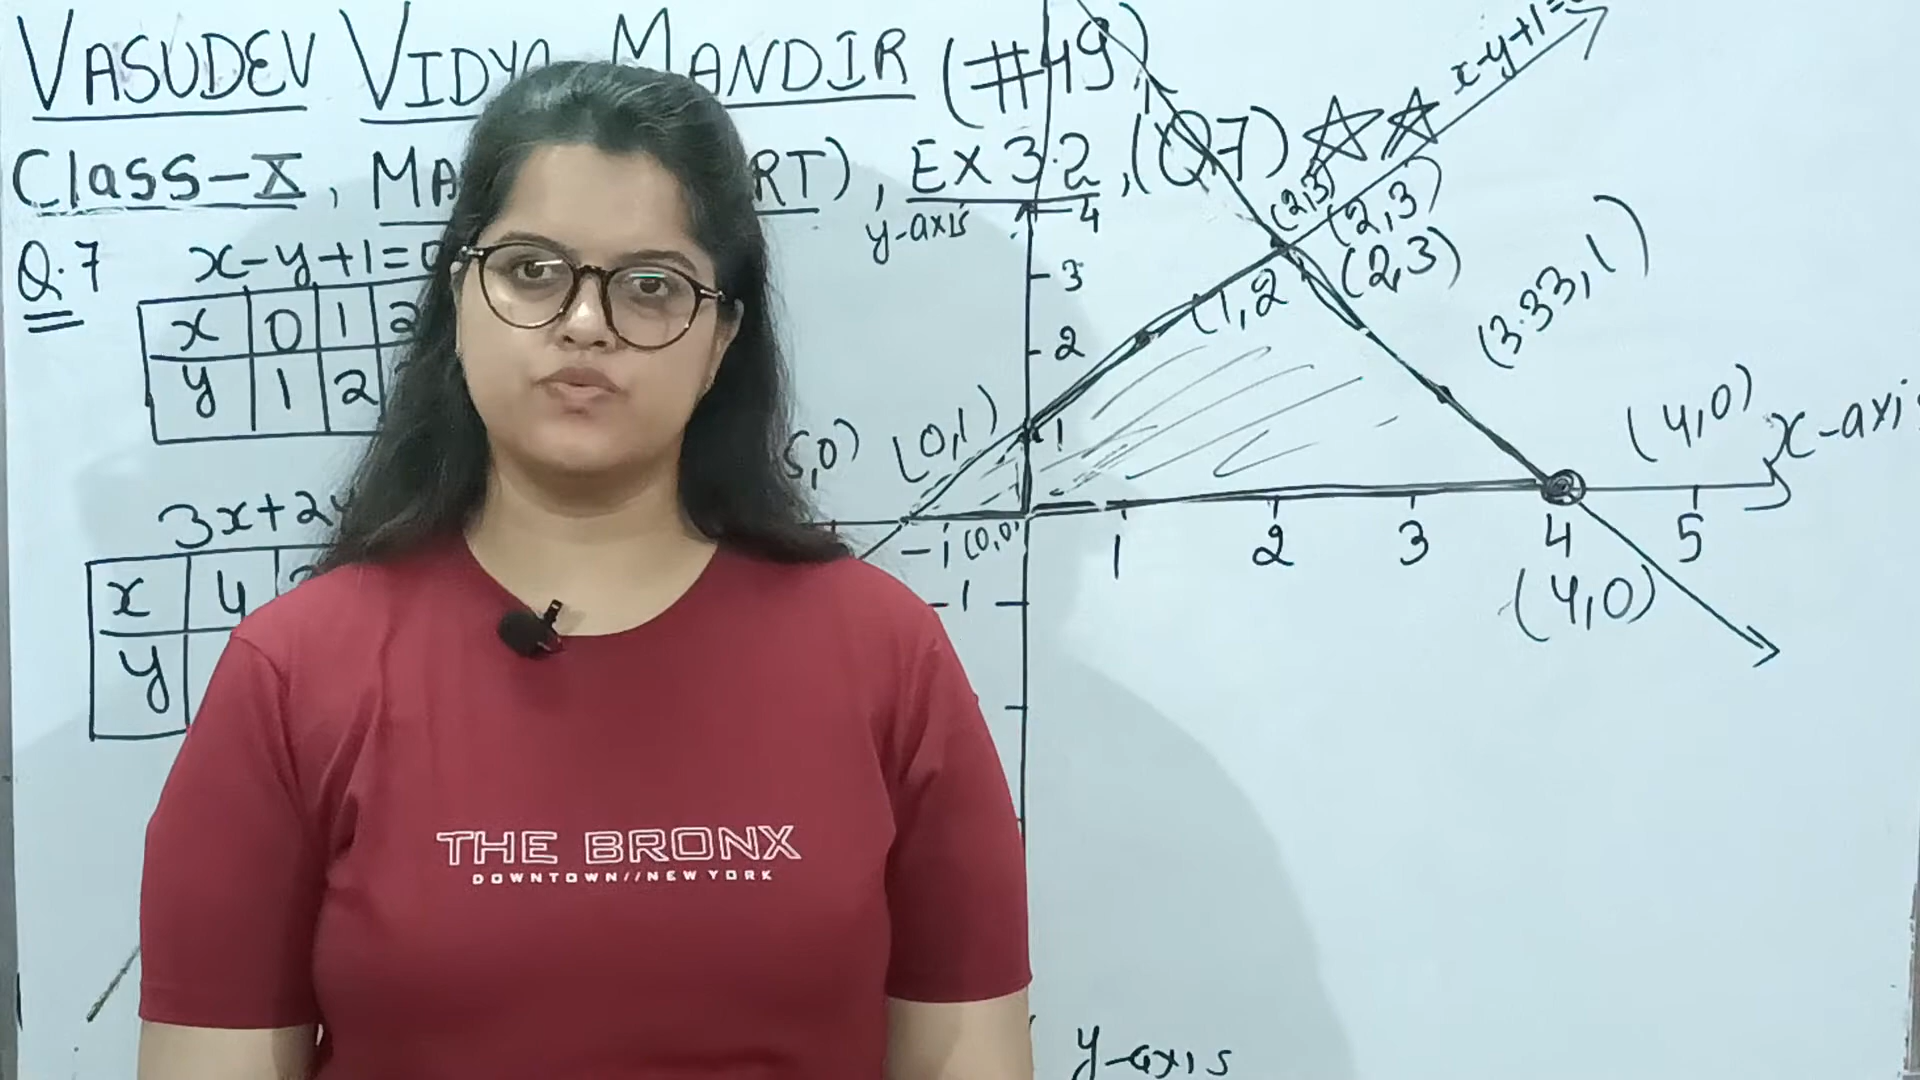 VASUDEV VIDYA MANDIR (#49)
Class-X, MA RT), EX 3.2, (Q7)
Q.7 x-y+1=0
x 0 1 2
y 1 2
3x+2y
x 4
y
x-y+1=0
y-axis
4
3
2
1
-1
(2,3)
(2,3)
(2,3)
(1,2
(3.33,1)
(4,0)
x-axis
,0)
(0,1)
-1 (0,0) 1 2 3 4 5
(4,0)
y-axis
THE BRONX
DOWNTOWN//NEW YORK